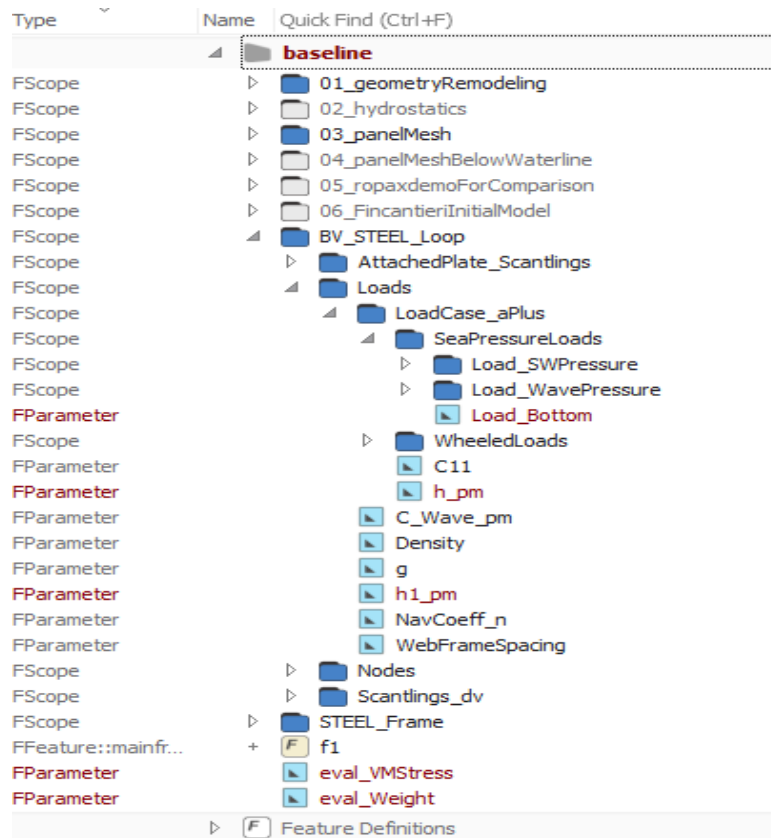 Type Name Quick Find (Ctrl+F)
baseline
FScope 01_geometryRemodeling
FScope 02_hydrostatics
FScope 03_panelMesh
FScope 04_panelMeshBelowWaterline
FScope 05_ropaxdemoForComparison
FScope 06_FincantieriInitialModel
FScope BV_STEEL_Loop
FScope AttachedPlate_Scantlings
FScope Loads
FScope LoadCase_aPlus
FScope SeaPressureLoads
FScope Load_SWPressure
FScope Load_WavePressure
FParameter Load_Bottom
FScope WheeledLoads
FParameter C11
FParameter h_pm
FParameter C_Wave_pm
FParameter Density
FParameter g
FParameter h1_pm
FParameter NavCoeff_n
FParameter WebFrameSpacing
FScope Nodes
FScope Scantlings_dv
FScope STEEL_Frame
FFeature::mainfr... + F f1
FParameter eval_VMStress
FParameter eval_Weight
F Feature Definitions